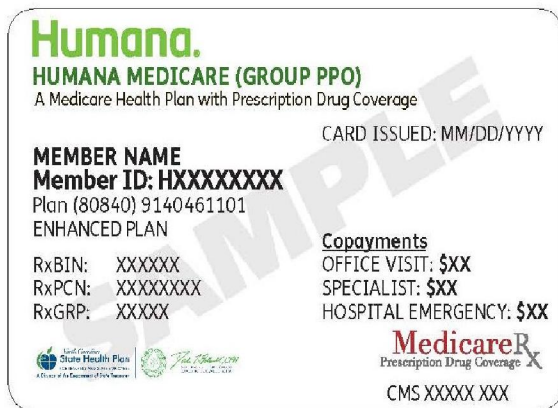 Humana.
HUMANA MEDICARE (GROUP PPO)
A Medicare Health Plan with Prescription Drug Coverage
CARD ISSUED: MM/DD/YYYY
MEMBER NAME
Member ID: HXXXXXXXX
Plan (80840) 9140461101
ENHANCED PLAN
RxBIN: XXXXXX
RxPCN: XXXXXXXX
RxGRP: XXXXX
Copayments
OFFICE VISIT: $XX
SPECIALIST: $XX
HOSPITAL EMERGENCY: $XX
SAMPLE
North Carolina
State Health Plan
MedicareRx
Prescription Drug Coverage
CMS XXXXX XXX